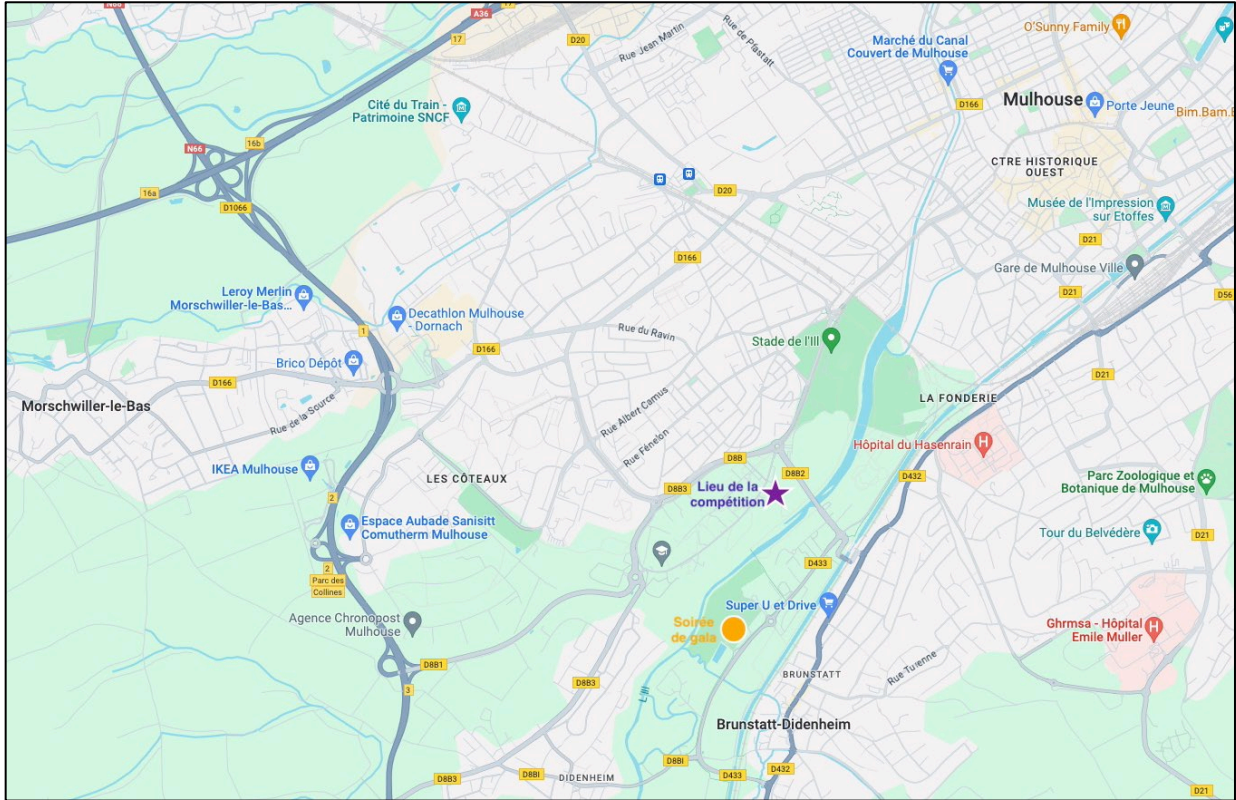 N66
A36
17
17
D20
Rue Jean Martin
Rue de Pfastatt
Marché du Canal
Couvert de Mulhouse
O'Sunny Family
Cité du Train -
Patrimoine SNCF
D166
Mulhouse
Porte Jeune
Bim.Bam.B
16b
N66
16a
D1066
CTRE HISTORIQUE
OUEST
D20
Musée de l'Impression
sur Etoffes
D21
D166
Gare de Mulhouse Ville
D21
D56
Leroy Merlin
Morschwiller-le-Bas...
Decathlon Mulhouse
- Dornach
1
Rue du Ravin
Stade de l'Ill
D166
Brico Dépôt
D166
D21
Morschwiller-le-Bas
Rue de la Source
Rue Albert Camus
LA FONDERIE
Rue Fénelon
Hôpital du Hasenrain
D8B
IKEA Mulhouse
LES CÔTEAUX
D8B3
Lieu de la
compétition
D8B2
D432
Parc Zoologique et
Botanique de Mulhouse
2
Espace Aubade Sanisitt
Comutherm Mulhouse
Tour du Belvédère
D21
2
Parc des
Collines
D433
Super U et Drive
Agence Chronopost
Mulhouse
Soirée
de gala
Ghrmsa - Hôpital
Emile Muller
D8B1
3
D8B3
L'Ill
BRUNSTATT
Rue Turenne
Brunstatt-Didenheim
D8BI
D8B3
D8BI
DIDENHEIM
D433
D432
D21